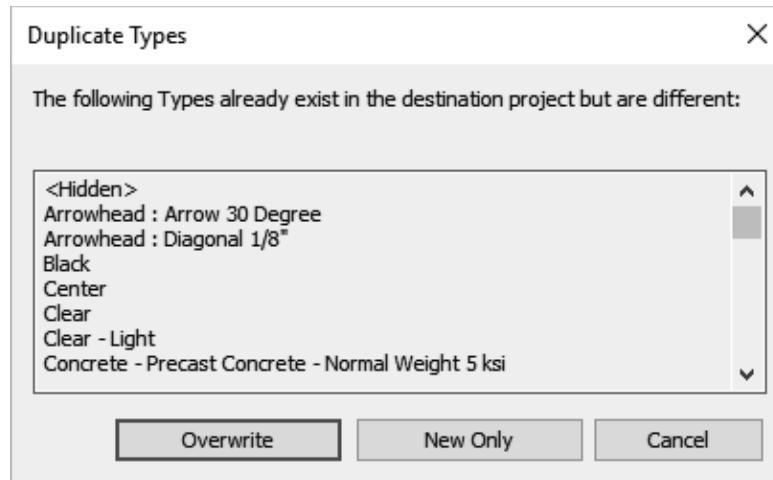 Duplicate Types
The following Types already exist in the destination project but are different:
<Hidden>
Arrowhead : Arrow 30 Degree
Arrowhead : Diagonal 1/8"
Black
Center
Clear
Clear - Light
Concrete - Precast Concrete - Normal Weight 5 ksi
Overwrite
New Only
Cancel